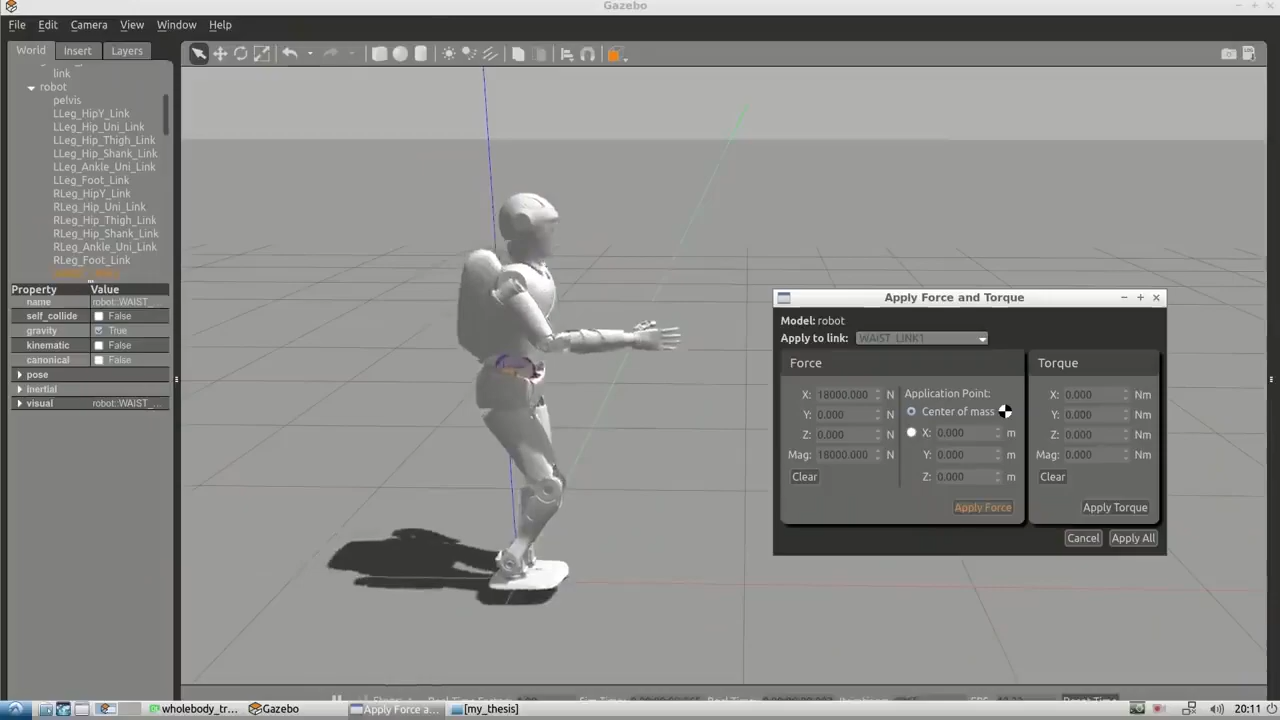 Gazebo
File Edit Camera View Window Help
World Insert Layers
link
robot
pelvis
LLeg_HipY_Link
LLeg_Hip_Uni_Link
LLeg_Hip_Thigh_Link
LLeg_Hip_Shank_Link
LLeg_Ankle_Uni_Link
LLeg_Foot_Link
RLeg_HipY_Link
RLeg_Hip_Uni_Link
RLeg_Hip_Thigh_Link
RLeg_Hip_Shank_Link
RLeg_Ankle_Uni_Link
RLeg_Foot_Link
Property Value
name robot::WAIST_...
self_collide False
gravity True
kinematic False
canonical False
pose
inertial
visual robot::WAIST_...
Apply Force and Torque
Model: robot
Apply to link: WAIST_LINK1
Force
X: 18000.000 N
Y: 0.000 N
Z: 0.000 N
Mag: 18000.000 N
Clear
Application Point:
Center of mass
X: 0.000 m
Y: 0.000 m
Z: 0.000 m
Apply Force
Torque
X: 0.000 Nm
Y: 0.000 Nm
Z: 0.000 Nm
Mag: 0.000 Nm
Clear
Apply Torque
Cancel Apply All
wholebody_tr... Gazebo Apply Force a... [my_thesis] 20:11